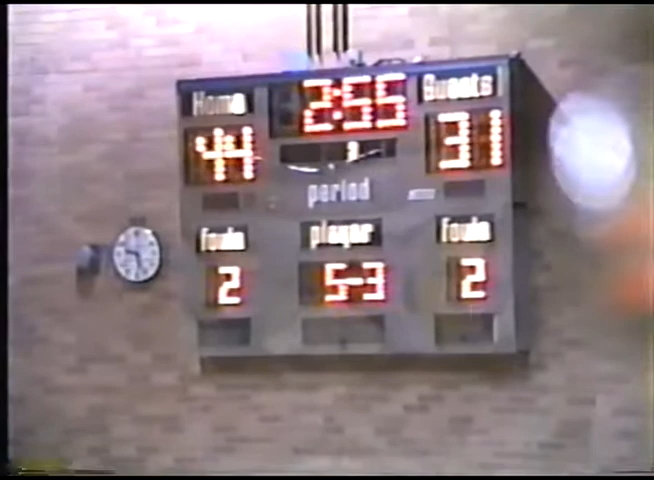 Home 2:55 Guests
44 31
period
fouls player fouls
2 5-3 2